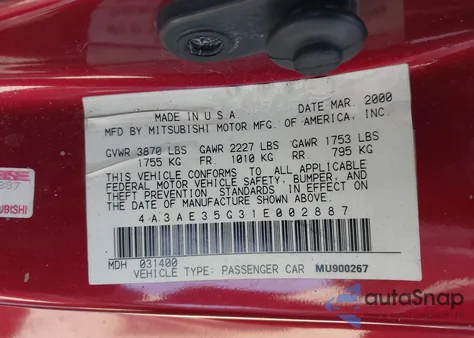 MADE IN U.S.A DATE MAR. 2000
MFD BY MITSUBISHI MOTOR MFG. OF AMERICA, INC.
GVWR 3870 LBS GAWR 2227 LBS GAWR 1753 LBS
1755 KG FR. 1010 KG RR 795 KG
THIS VEHICLE CONFORMS TO ALL APPLICABLE
FEDERAL MOTOR VEHICLE SAFETY, BUMPER, AND
THEFT PREVENTION STANDARDS IN EFFECT ON
THE DATE OF MANUFACTURE SHOWN ABOVE.
4A3AE35G31E002887
MDH 031400
VEHICLE TYPE: PASSENGER CAR MU900267
887
autoSnap